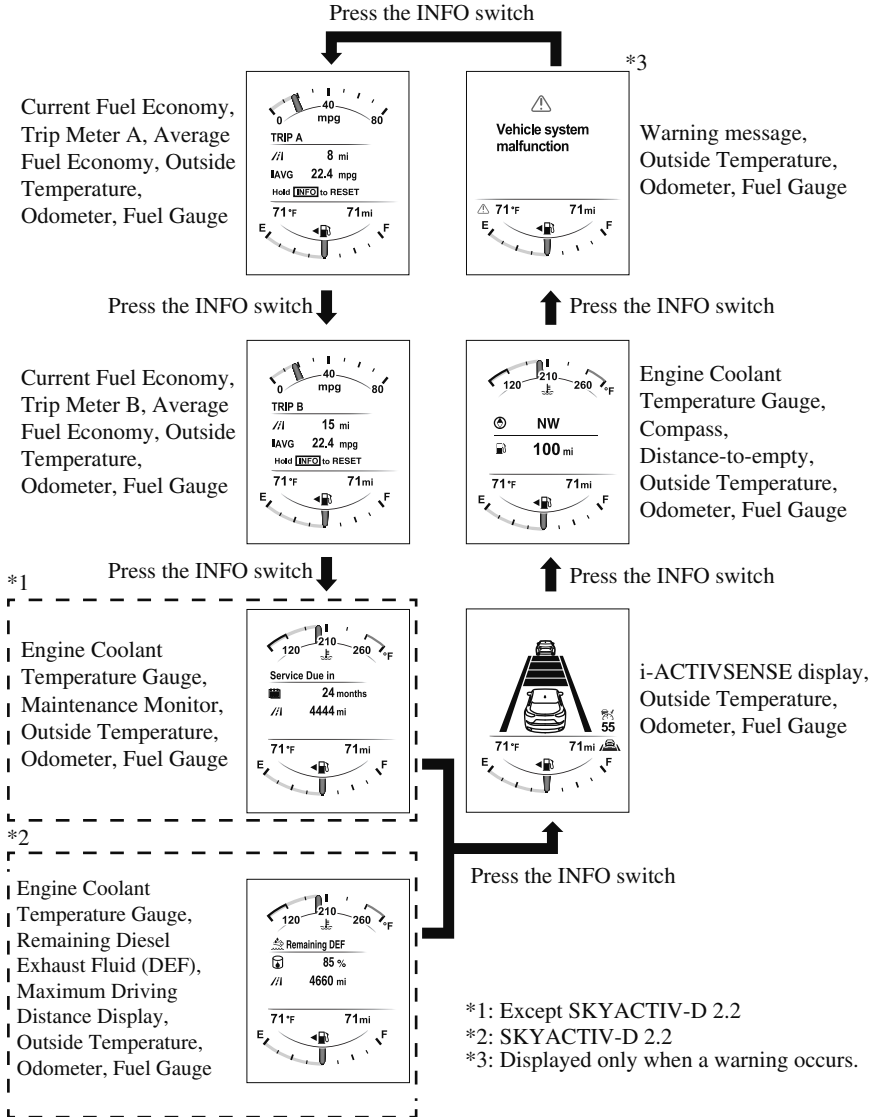 Press the INFO switch
Current Fuel Economy,
Trip Meter A, Average
Fuel Economy, Outside
Temperature,
Odometer, Fuel Gauge
0 40 80
mpg
TRIP A
8 mi
AVG 22.4 mpg
Hold INFO to RESET
71°F 71mi
E F
*3
Vehicle system
malfunction
71°F 71mi
E F
Warning message,
Outside Temperature,
Odometer, Fuel Gauge
Press the INFO switch
Press the INFO switch
Current Fuel Economy,
Trip Meter B, Average
Fuel Economy, Outside
Temperature,
Odometer, Fuel Gauge
0 40 80
mpg
TRIP B
15 mi
AVG 22.4 mpg
Hold INFO to RESET
71°F 71mi
E F
120 210 260 °F
NW
100 mi
71°F 71mi
E F
Engine Coolant
Temperature Gauge,
Compass,
Distance-to-empty,
Outside Temperature,
Odometer, Fuel Gauge
Press the INFO switch
Press the INFO switch
*1
Engine Coolant
Temperature Gauge,
Maintenance Monitor,
Outside Temperature,
Odometer, Fuel Gauge
120 210 260 °F
Service Due in
24 months
4444 mi
71°F 71mi
E F
55
71°F 71mi
E F
i-ACTIVSENSE display,
Outside Temperature,
Odometer, Fuel Gauge
*2
Engine Coolant
Temperature Gauge,
Remaining Diesel
Exhaust Fluid (DEF),
Maximum Driving
Distance Display,
Outside Temperature,
Odometer, Fuel Gauge
120 210 260 °F
Remaining DEF
85 %
4660 mi
71°F 71mi
E F
Press the INFO switch
*1: Except SKYACTIV-D 2.2
*2: SKYACTIV-D 2.2
*3: Displayed only when a warning occurs.